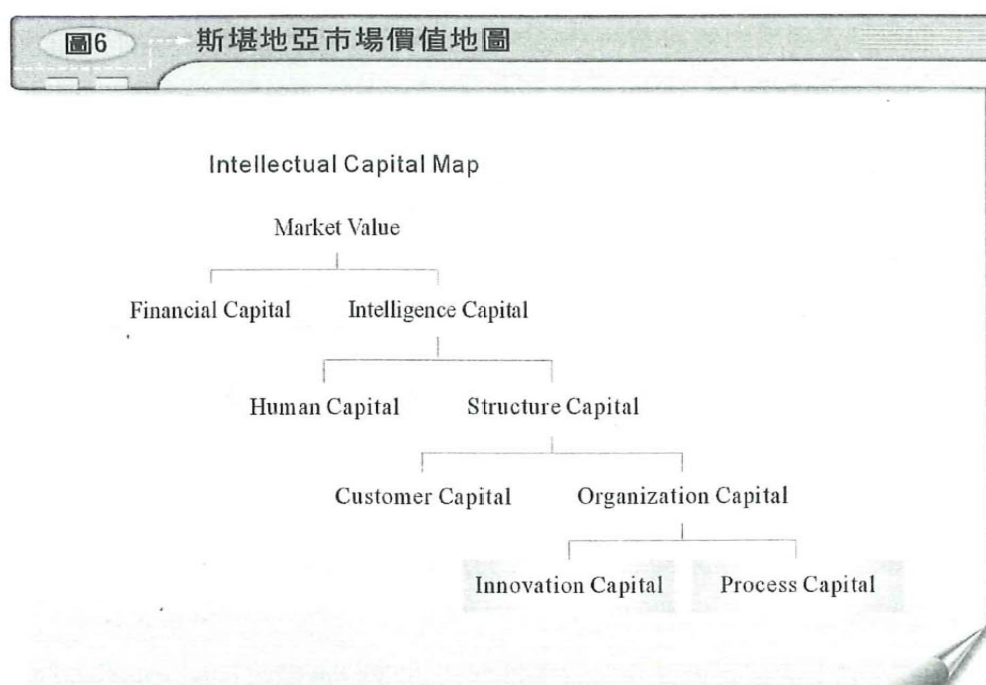 圖6 斯堪地亞市場價值地圖
Intellectual Capital Map
Market Value
Financial Capital Intelligence Capital
Human Capital Structure Capital
Customer Capital Organization Capital
Innovation Capital Process Capital